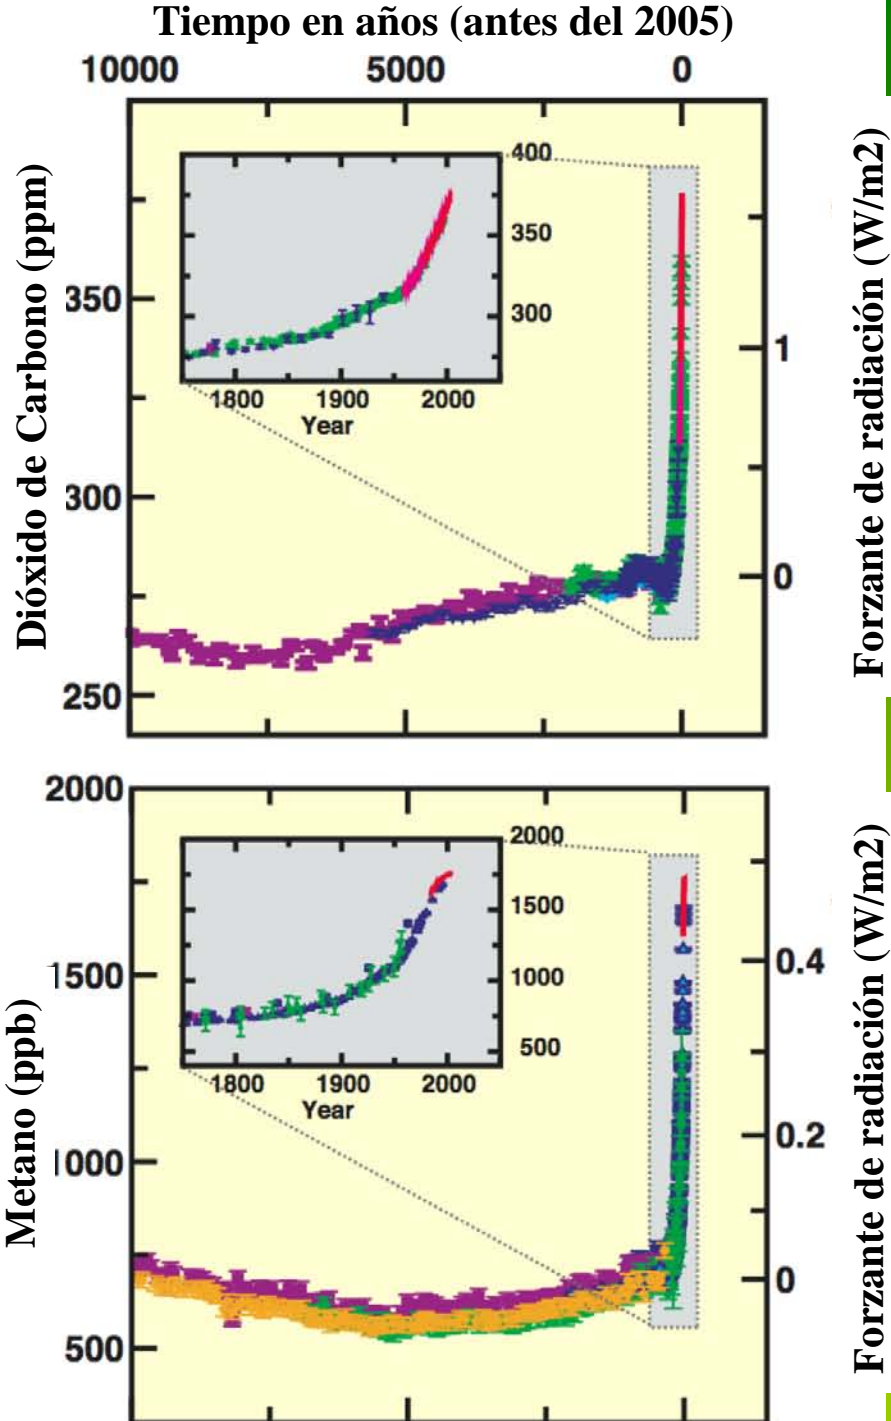 Tiempo en años (antes del 2005)
10000 5000 0
Dióxido de Carbono (ppm)
350
300
250
400
350
300
1800 1900 2000
Year
1
0
Forzante de radiación (W/m2)
Metano (ppb)
2000
1500
1000
500
2000
1500
1000
500
1800 1900 2000
Year
0.4
0.2
0
Forzante de radiación (W/m2)